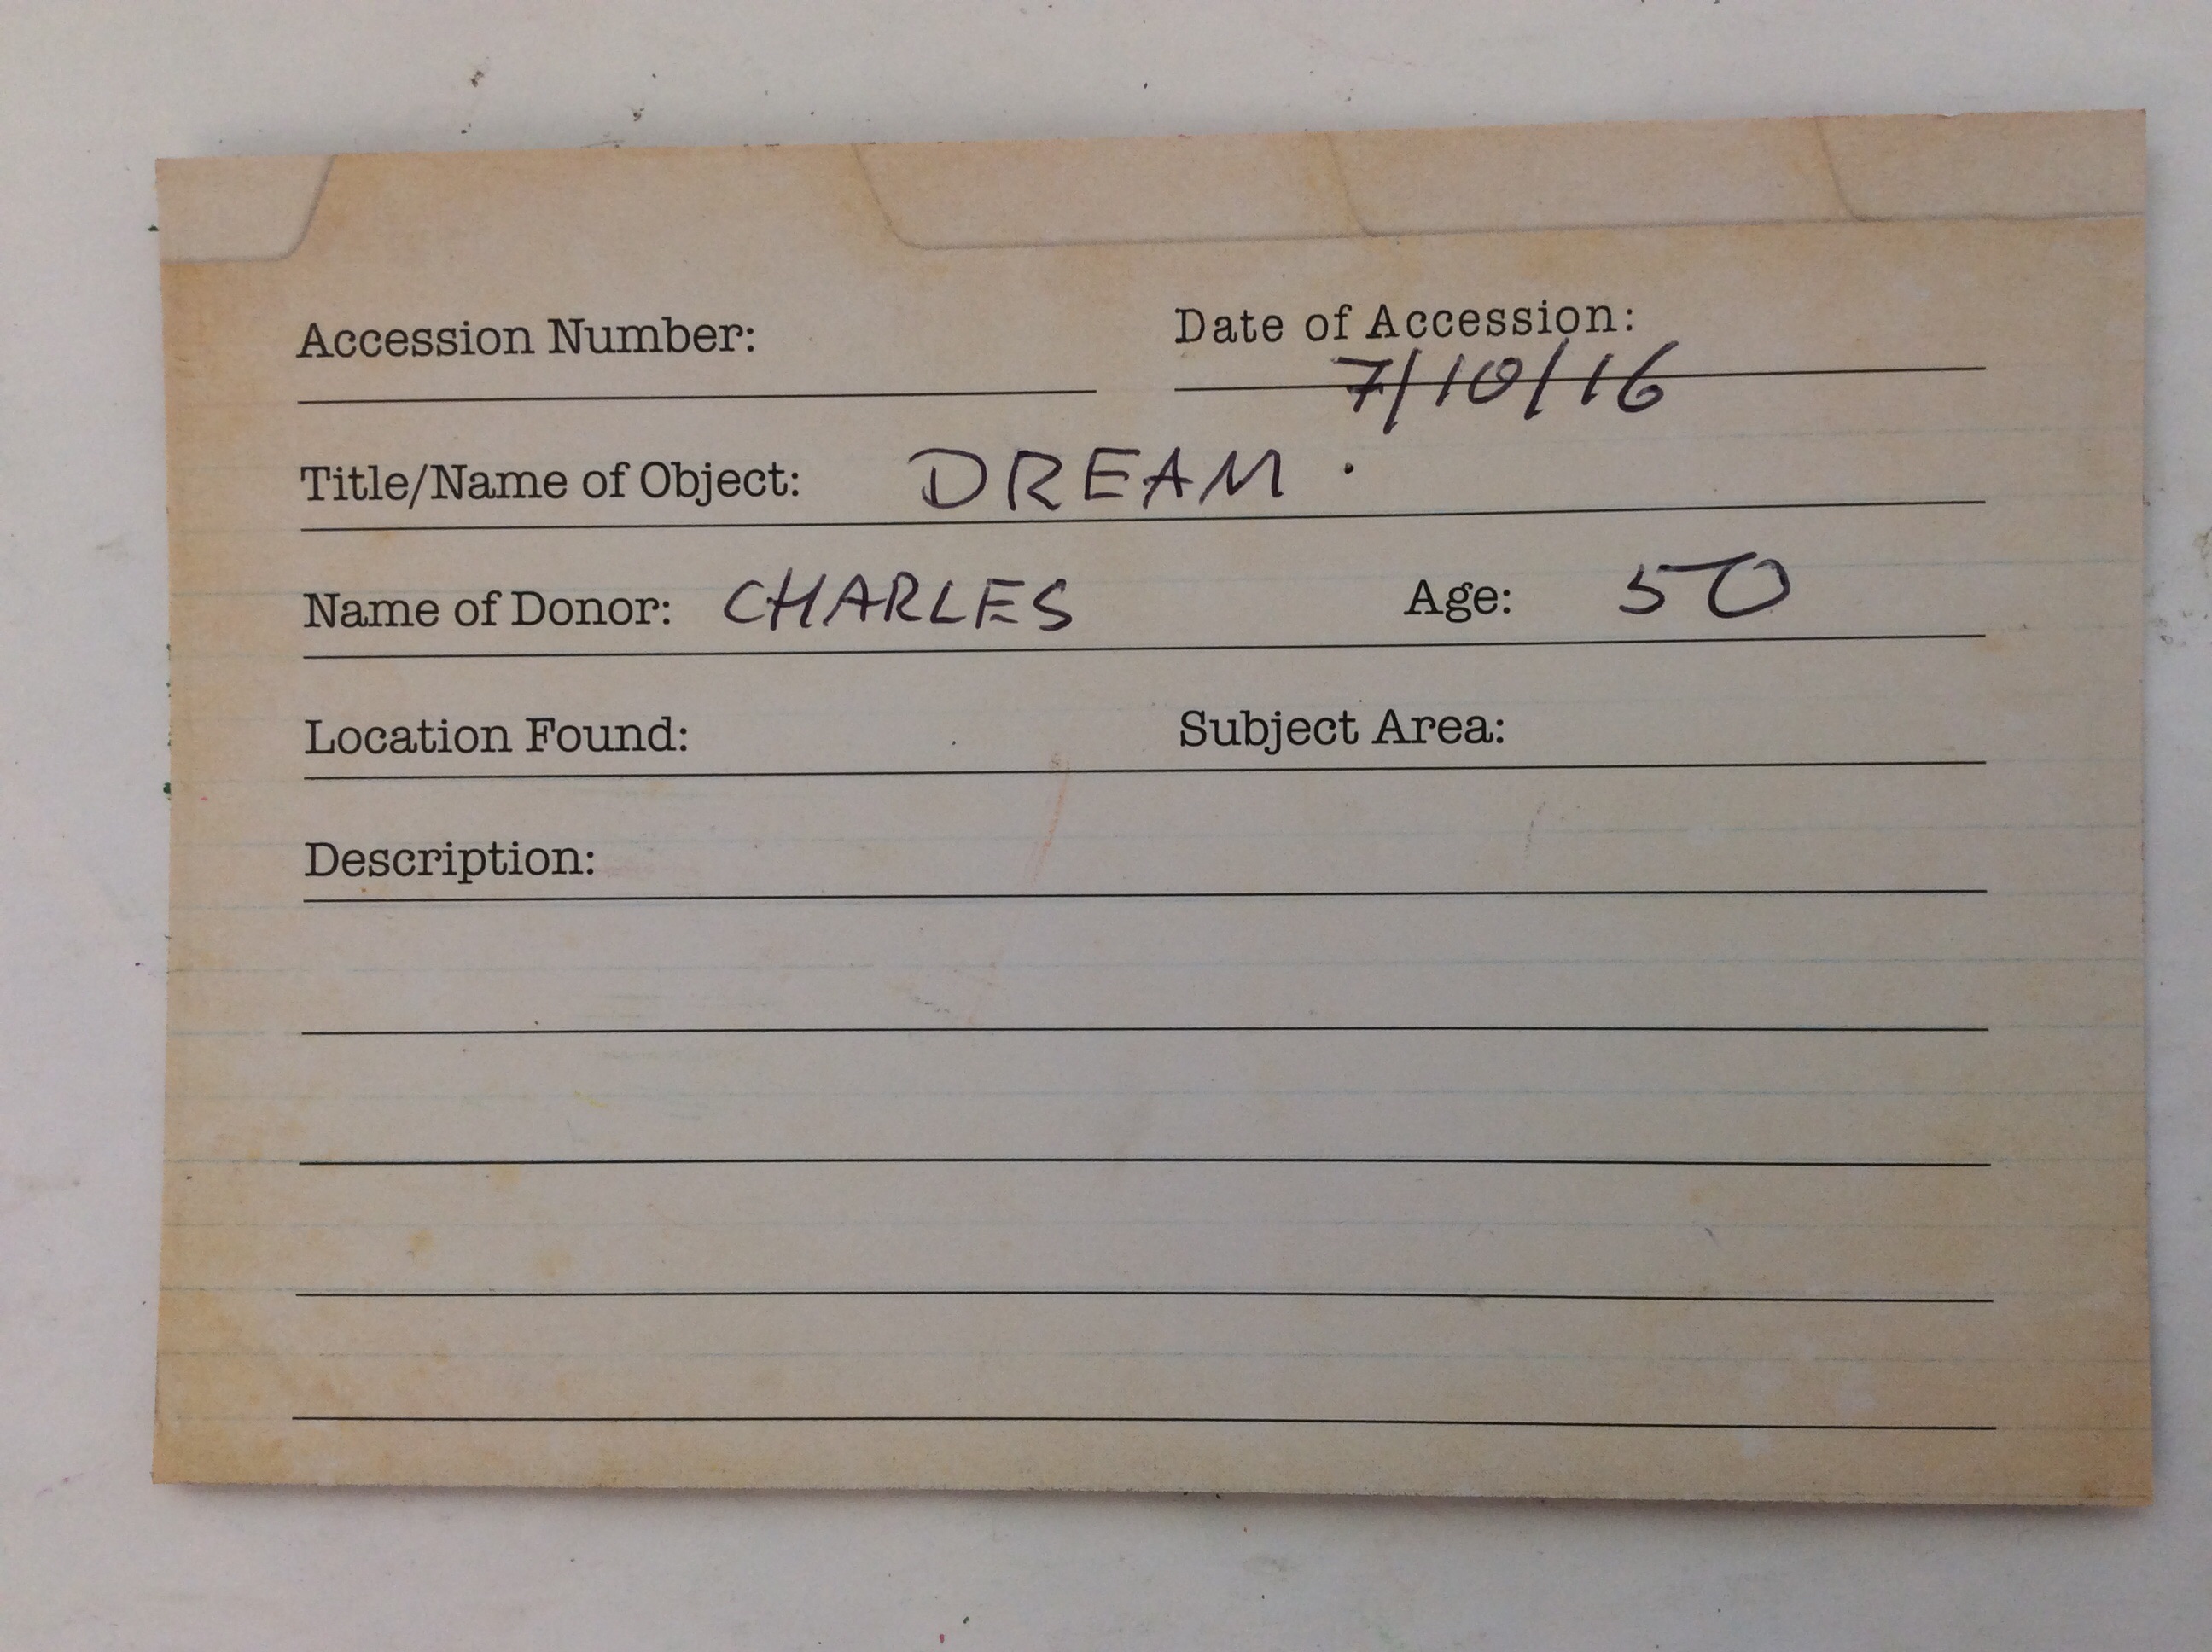 Accession Number: Date of Accession:
7/10/16
Title/Name of Object: DREAM .
Name of Donor: CHARLES Age: 50
Location Found: Subject Area:
Description: